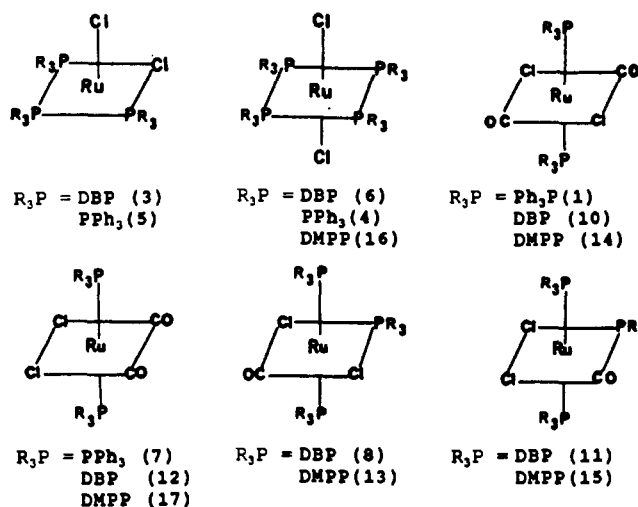 Cl
R₃P Cl
Ru
R₃P PR₃
R₃P = DBP (3)
PPh₃(5)
Cl
R₃P PR₃
Ru
R₃P PR₃
Cl
R₃P = DBP (6)
PPh₃(4)
DMPP(16)
R₃P
Cl CO
Ru
OC Cl
R₃P
R₃P = Ph₃P(1)
DBP (10)
DMPP (14)
R₃P
Cl CO
Ru
Cl CO
R₃P
R₃P = PPh₃ (7)
DBP (12)
DMPP (17)
R₃P
Cl PR₃
Ru
OC Cl
R₃P
R₃P = DBP (8)
DMPP(13)
R₃P
Cl PR
Ru
Cl CO
R₃P
R₃P = DBP (11)
DMPP(15)